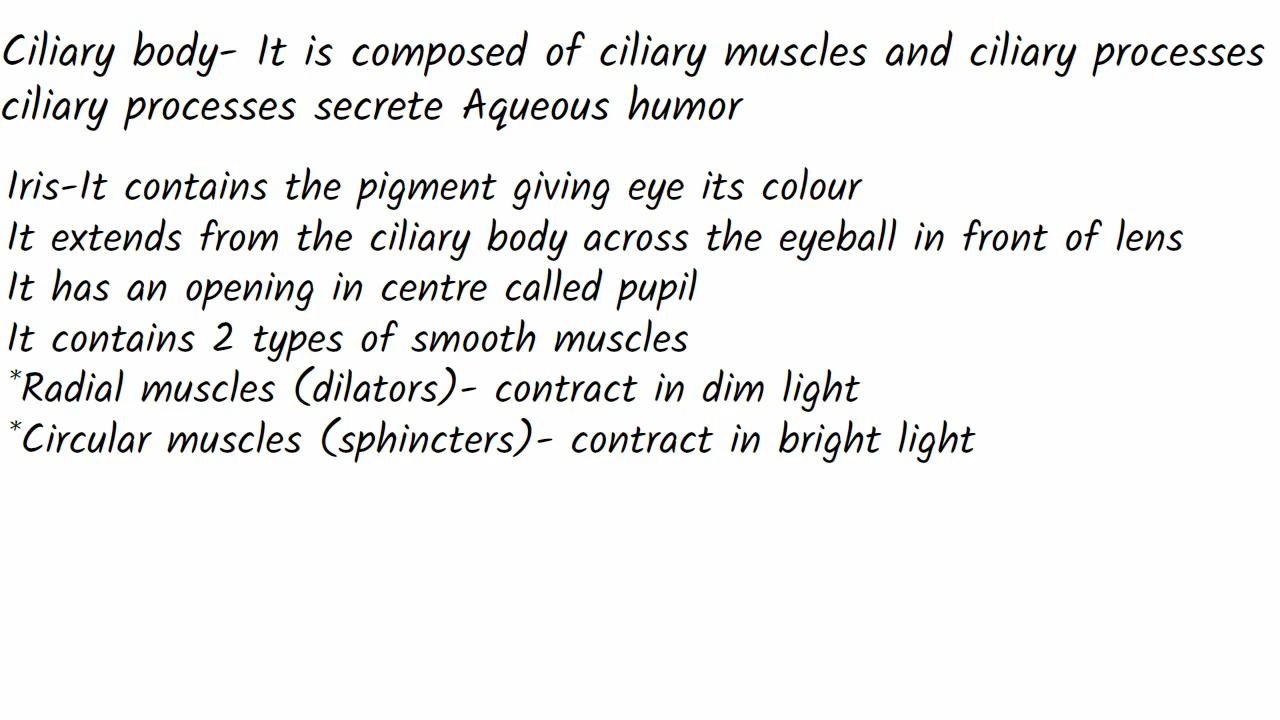 Ciliary body- It is composed of ciliary muscles and ciliary processes
ciliary processes secrete Aqueous humor
Iris-It contains the pigment giving eye its colour
It extends from the ciliary body across the eyeball in front of lens
It has an opening in centre called pupil
It contains 2 types of smooth muscles
*Radial muscles (dilators)- contract in dim light
*Circular muscles (sphincters)- contract in bright light